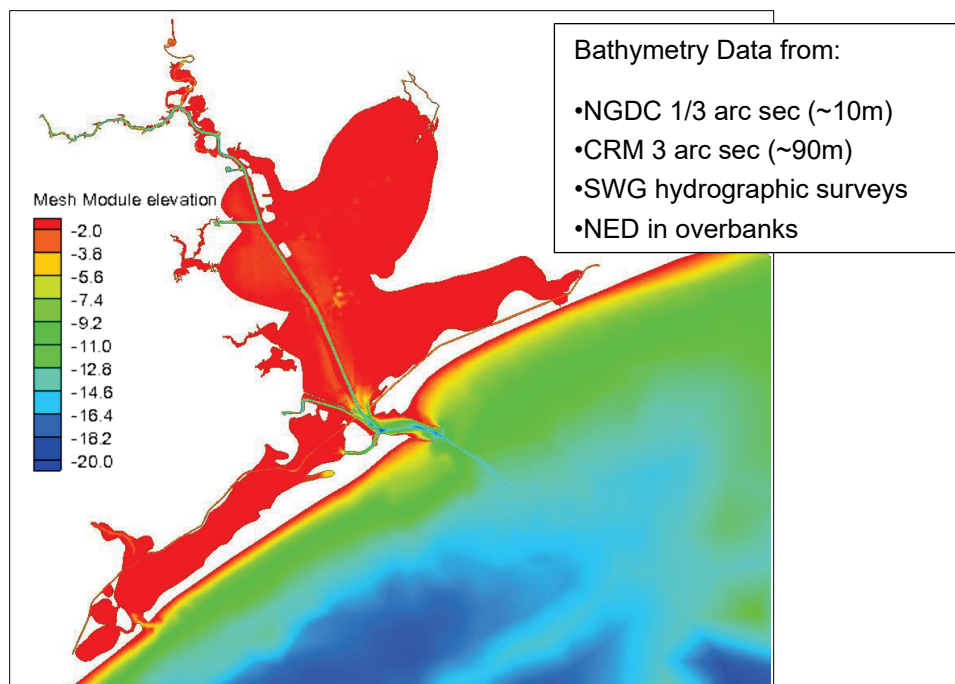 Bathymetry Data from:
•NGDC 1/3 arc sec (~10m)
•CRM 3 arc sec (~90m)
•SWG hydrographic surveys
•NED in overbanks
Mesh Module elevation
-2.0
-3.8
-5.6
-7.4
-9.2
-11.0
-12.8
-14.6
-16.4
-18.2
-20.0